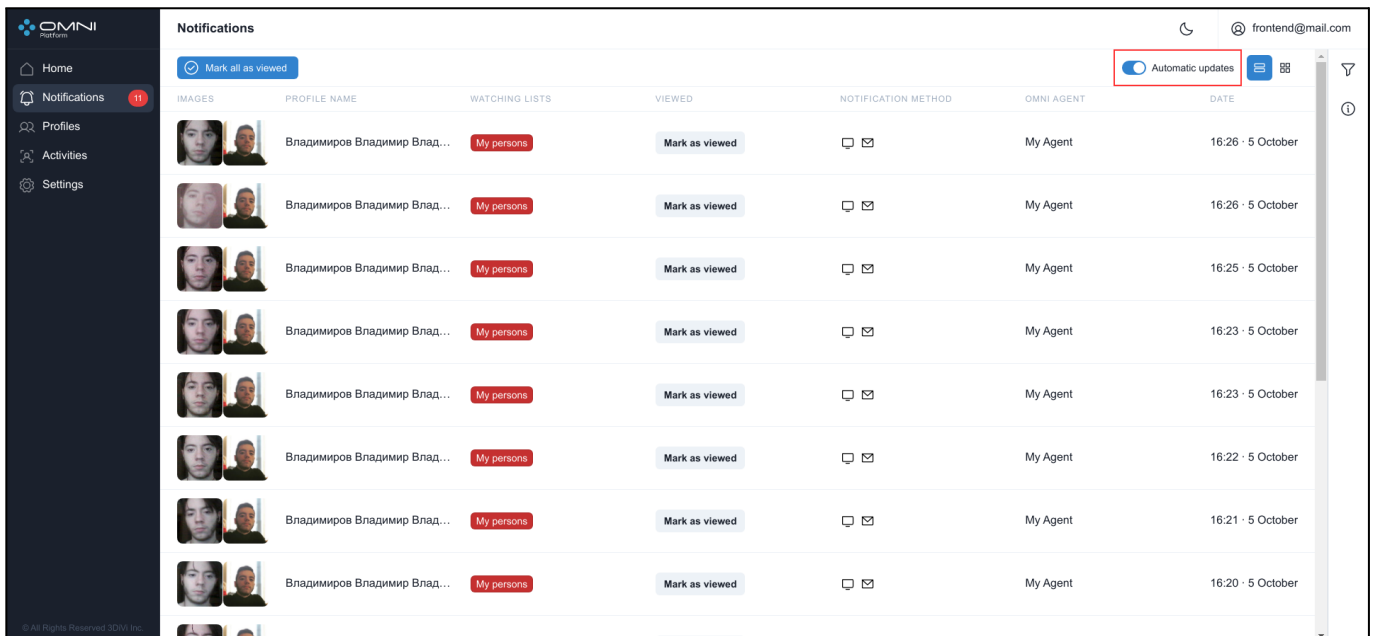 OMNI
Platform
Notifications
frontend@mail.com
Home
Notifications 11
Profiles
Activities
Settings
Mark all as viewed
Automatic updates
IMAGES PROFILE NAME WATCHING LISTS VIEWED NOTIFICATION METHOD OMNI AGENT DATE
Владимиров Владимир Влад... My persons Mark as viewed My Agent 16:26 · 5 October
Владимиров Владимир Влад... My persons Mark as viewed My Agent 16:26 · 5 October
Владимиров Владимир Влад... My persons Mark as viewed My Agent 16:25 · 5 October
Владимиров Владимир Влад... My persons Mark as viewed My Agent 16:23 · 5 October
Владимиров Владимир Влад... My persons Mark as viewed My Agent 16:23 · 5 October
Владимиров Владимир Влад... My persons Mark as viewed My Agent 16:22 · 5 October
Владимиров Владимир Влад... My persons Mark as viewed My Agent 16:21 · 5 October
Владимиров Владимир Влад... My persons Mark as viewed My Agent 16:20 · 5 October
© All Rights Reserved 3DiVi Inc.